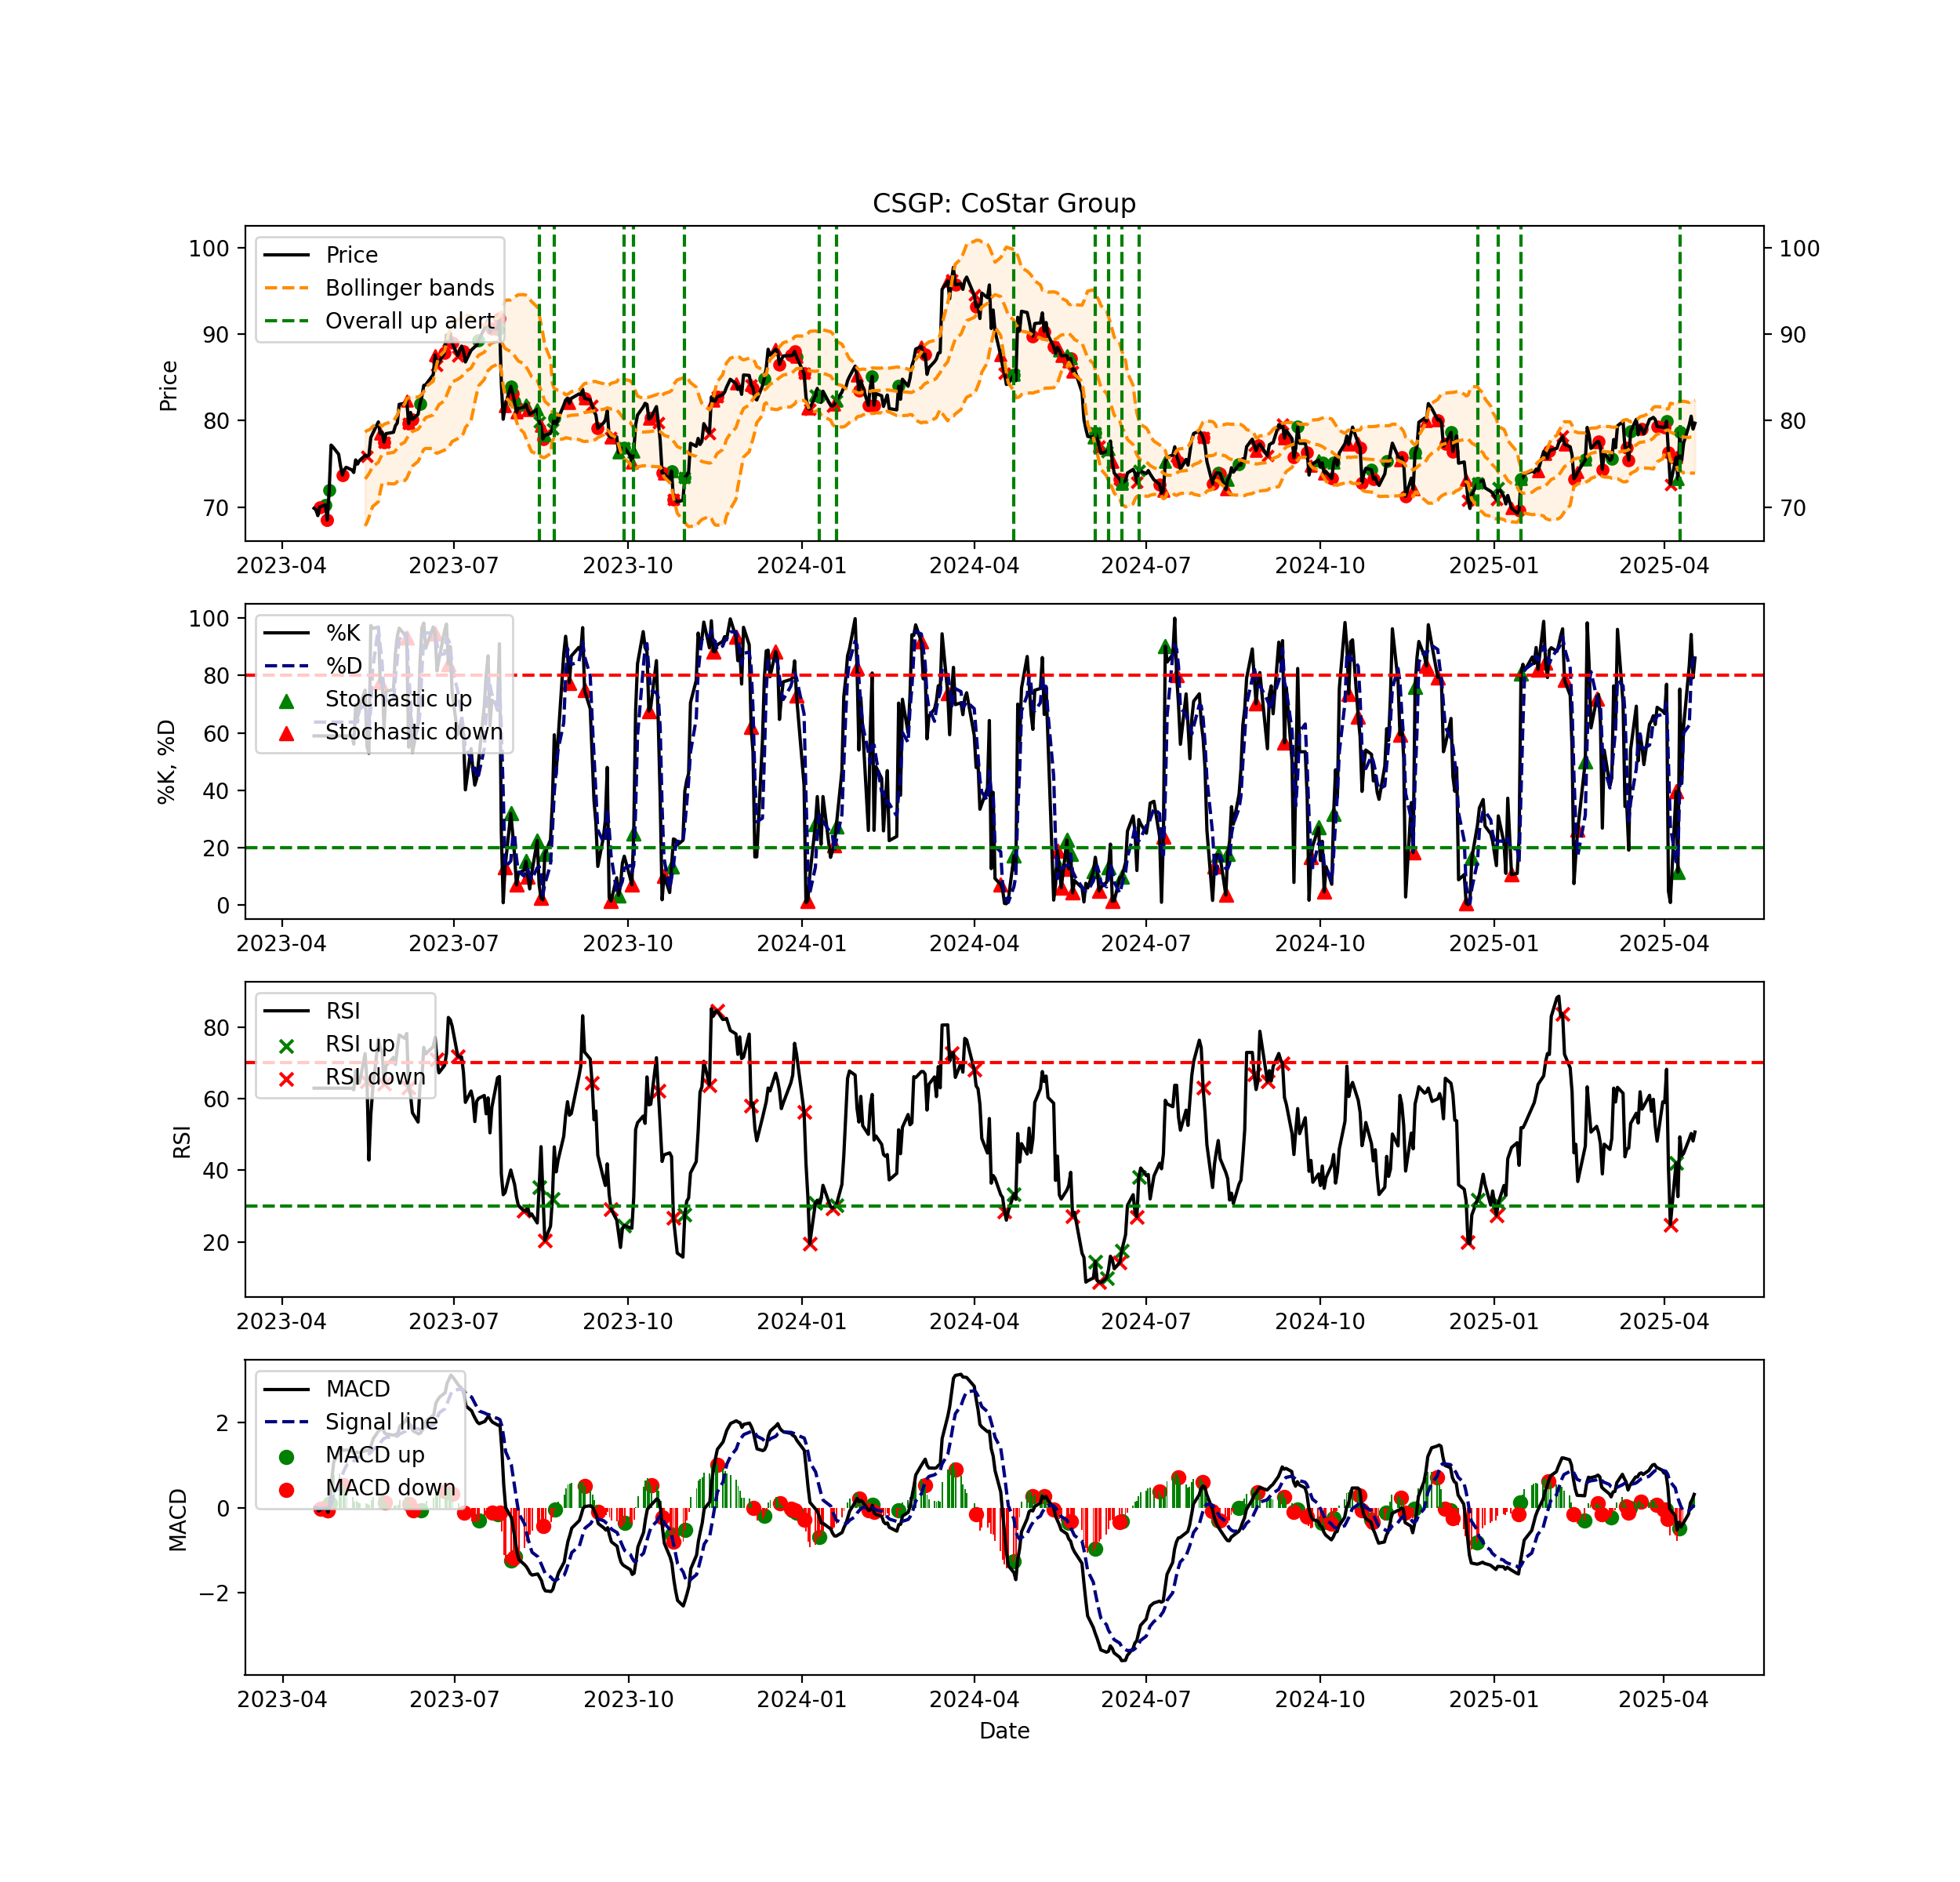 CSGP: CoStar Group
100
90
80
70
Price
Price
Bollinger bands
Overall up alert
100
90
80
70
2023-04 2023-07 2023-10 2024-01 2024-04 2024-07 2024-10 2025-01 2025-04
100
80
60
40
20
0
%K, %D
%K
%D
Stochastic up
Stochastic down
2023-04 2023-07 2023-10 2024-01 2024-04 2024-07 2024-10 2025-01 2025-04
80
60
40
20
RSI
RSI
RSI up
RSI down
2023-04 2023-07 2023-10 2024-01 2024-04 2024-07 2024-10 2025-01 2025-04
2
0
−2
MACD
MACD
Signal line
MACD up
MACD down
2023-04 2023-07 2023-10 2024-01 2024-04 2024-07 2024-10 2025-01 2025-04
Date